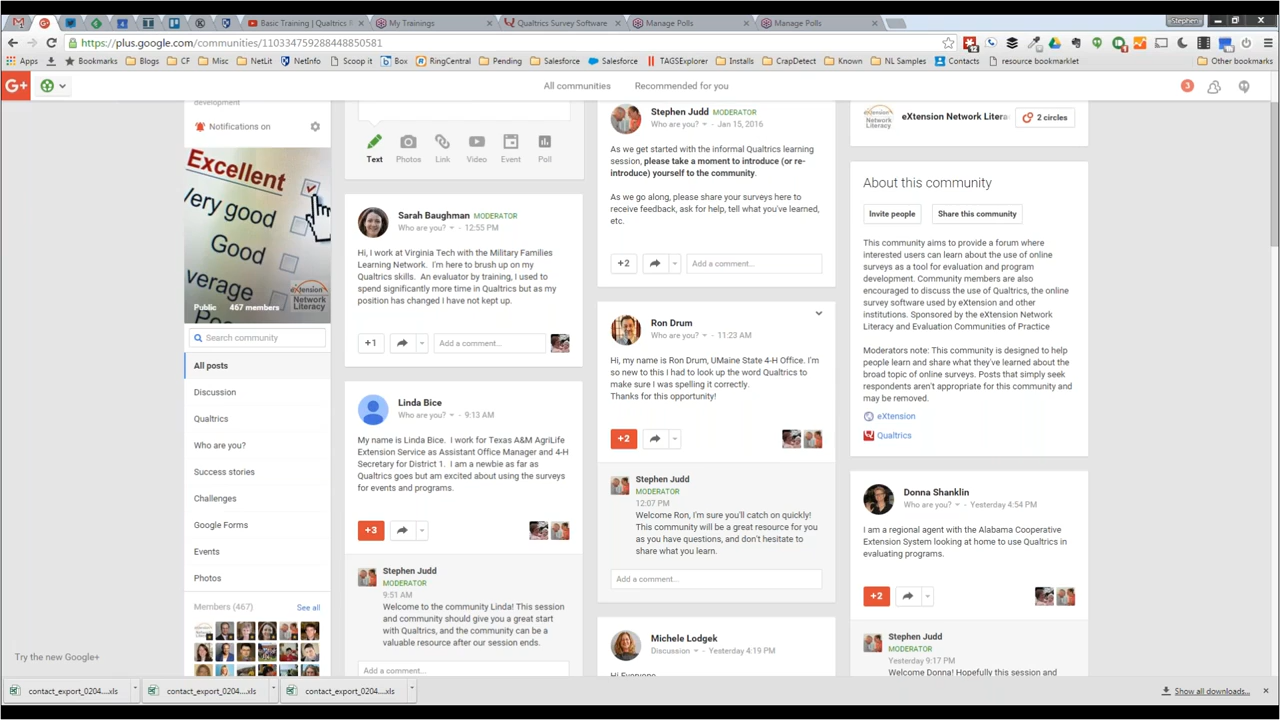 Basic Training | Qualtrics R
My Trainings
Qualtrics Survey Software
Manage Polls
Manage Polls
Stephen
https://plus.google.com/communities/110334759288448850581
Apps
Bookmarks
Blogs
CF
Misc
NetLit
NetInfo
Scoop it
Box
RingCentral
Pending
Salesforce
Salesforce
TAGSExplorer
Installs
CrapDetect
Known
NL Samples
Contacts
resource bookmarklet
Other bookmarks
G+
All communities
Recommended for you
3
development
Notifications on
Excellent
Very good
Good
verage
eXtension
Network
Literacy
Public 467 members
Search community
All posts
Discussion
Qualtrics
Who are you?
Success stories
Challenges
Google Forms
Events
Photos
Members (467)
See all
Try the new Google+
Text
Photos
Link
Video
Event
Poll
Sarah Baughman MODERATOR
Who are you? - 12:55 PM
Hi, I work at Virginia Tech with the Military Families
Learning Network. I'm here to brush up on my
Qualtrics skills. An evaluator by training, I used to
spend significantly more time in Qualtrics but as my
position has changed I have not kept up.
+1
Add a comment...
Linda Bice
Who are you? - 9:13 AM
My name is Linda Bice. I work for Texas A&M AgriLife
Extension Service as Assistant Office Manager and 4-H
Secretary for District 1. I am a newbie as far as
Qualtrics goes but am excited about using the surveys
for events and programs.
+3
Stephen Judd
MODERATOR
9:51 AM
Welcome to the community Linda! This session
and community should give you a great start
with Qualtrics, and the community can be a
valuable resource after our session ends.
Add a comment...
Stephen Judd MODERATOR
Who are you? - Jan 15, 2016
As we get started with the informal Qualtrics learning
session, please take a moment to introduce (or re-
introduce) yourself to the community.
As we go along, please share your surveys here to
receive feedback, ask for help, tell what you've learned,
etc.
+2
Add a comment...
Ron Drum
Who are you? - 11:23 AM
Hi, my name is Ron Drum, UMaine State 4-H Office. I'm
so new to this I had to look up the word Qualtrics to
make sure I was spelling it correctly.
Thanks for this opportunity!
+2
Stephen Judd
MODERATOR
12:07 PM
Welcome Ron, I'm sure you'll catch on quickly!
This community will be a great resource for you
as you have questions, and don't hesitate to
share what you learn.
Add a comment...
Michele Lodgek
Discussion - Yesterday 4:19 PM
Hi Everyone
eXtension Network Litera
2 circles
About this community
Invite people
Share this community
This community aims to provide a forum where
interested users can learn about the use of online
surveys as a tool for evaluation and program
development. Community members are also
encouraged to discuss the use of Qualtrics, the online
survey software used by eXtension and other
institutions. Sponsored by the eXtension Network
Literacy and Evaluation Communities of Practice
Moderators note: This community is designed to help
people learn and share what they've learned about the
broad topic of online surveys. Posts that simply seek
respondents aren't appropriate for this community and
may be removed.
eXtension
Qualtrics
Donna Shanklin
Who are you? - Yesterday 4:54 PM
I am a regional agent with the Alabama Cooperative
Extension System looking at home to use Qualtrics in
evaluating programs.
+2
Stephen Judd
MODERATOR
Yesterday 9:17 PM
Welcome Donna! Hopefully this session and
contact_export_0204....xls
contact_export_0204....xls
contact_export_0204....xls
Show all downloads...